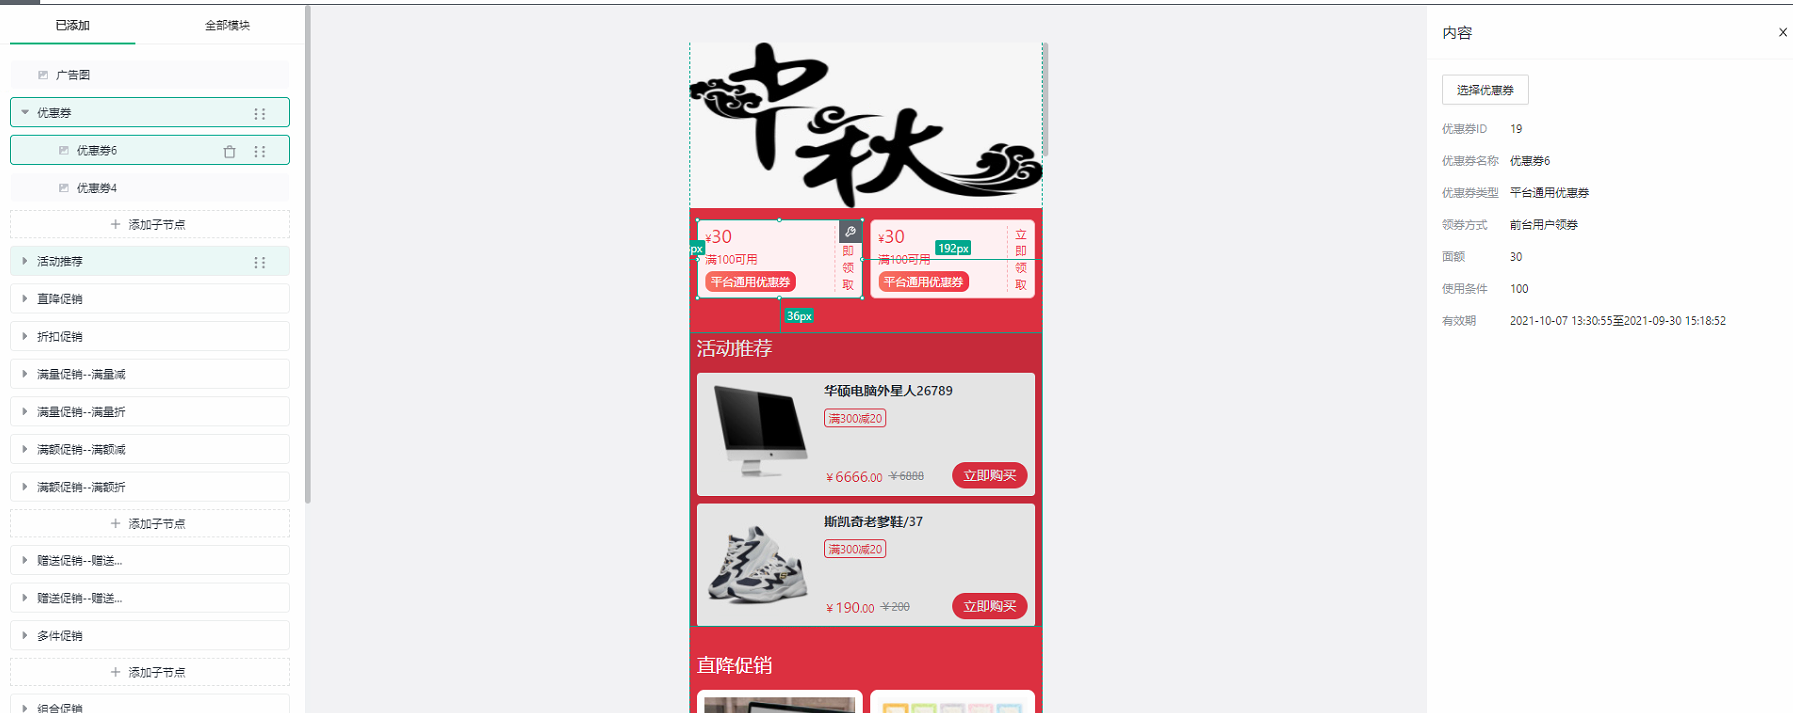 已添加
全部模块
广告图
优惠券
优惠券6
优惠券4
添加子节点
活动推荐
直降促销
折扣促销
满量促销--满量减
满量促销--满量折
满额促销--满额减
满额促销--满额折
添加子节点
赠送促销--赠送...
赠送促销--赠送...
多件促销
添加子节点
组合促销
中秋
¥30
满100可用
平台通用优惠券
即领取
px
¥30
满100可用
平台通用优惠券
立即领取
192px
36px
活动推荐
华硕电脑外星人26789
满300减20
¥6666.00 ¥6888
立即购买
斯凯奇老爹鞋/37
满300减20
¥190.00 ¥200
立即购买
直降促销
内容
选择优惠券
优惠券ID 19
优惠券名称 优惠券6
优惠券类型 平台通用优惠券
领券方式 前台用户领券
面额 30
使用条件 100
有效期 2021-10-07 13:30:55至2021-09-30 15:18:52